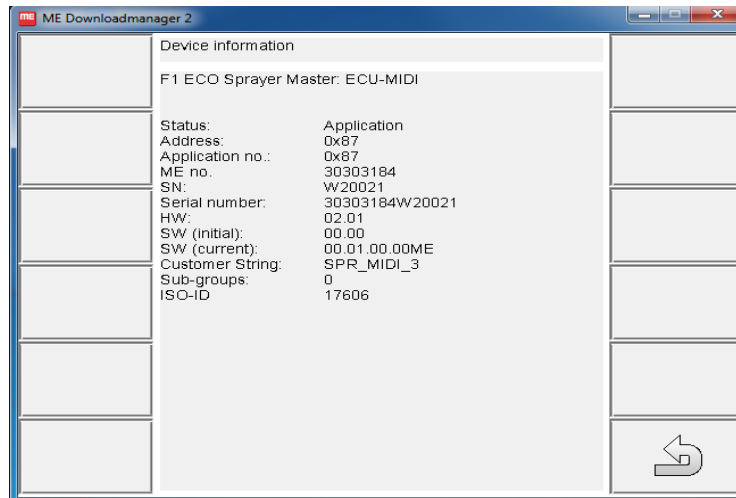 ME ME Downloadmanager 2
Device information
F1 ECO Sprayer Master: ECU-MIDI
Status: Application
Address: 0x87
Application no.: 0x87
ME no. 30303184
SN: W20021
Serial number: 30303184W20021
HW: 02.01
SW (initial): 00.00
SW (current): 00.01.00.00ME
Customer String: SPR_MIDI_3
Sub-groups: 0
ISO-ID 17606